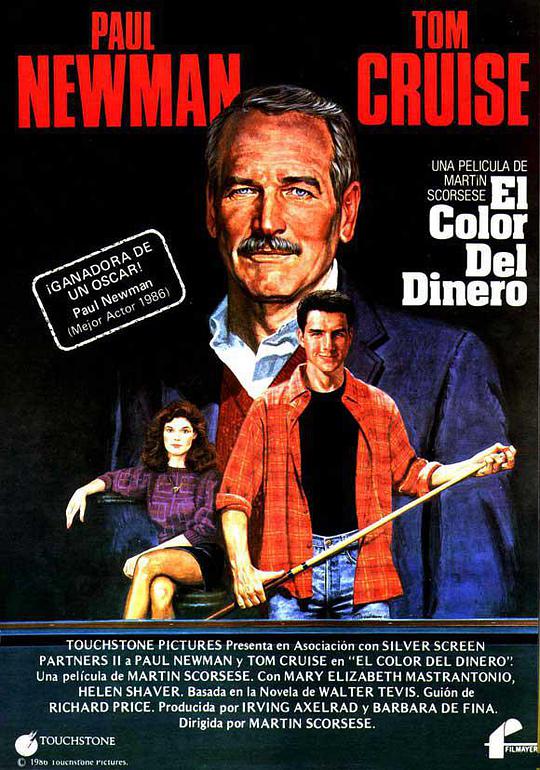 PAUL
NEWMAN
TOM
CRUISE
UNA PELICULA DE
MARTIN
SCORSESE
El
Color
Del
Dinero
¡GANADORA DE
UN OSCAR!
Paul Newman
(Mejor Actor 1986)
TOUCHSTONE PICTURES Presenta en Asociación con SILVER SCREEN
PARTNERS II a PAUL NEWMAN y TOM CRUISE en "EL COLOR DEL DINERO".
Una película de MARTIN SCORSESE. Con MARY ELIZABETH MASTRANTONIO,
HELEN SHAVER. Basada en la Novela de WALTER TEVIS. Guión de
RICHARD PRICE. Producida por IRVING AXELRAD y BARBARA DE FINA.
Dirigida por MARTIN SCORSESE.
TOUCHSTONE
© 1986 Touchstone Pictures.
FILMAYER